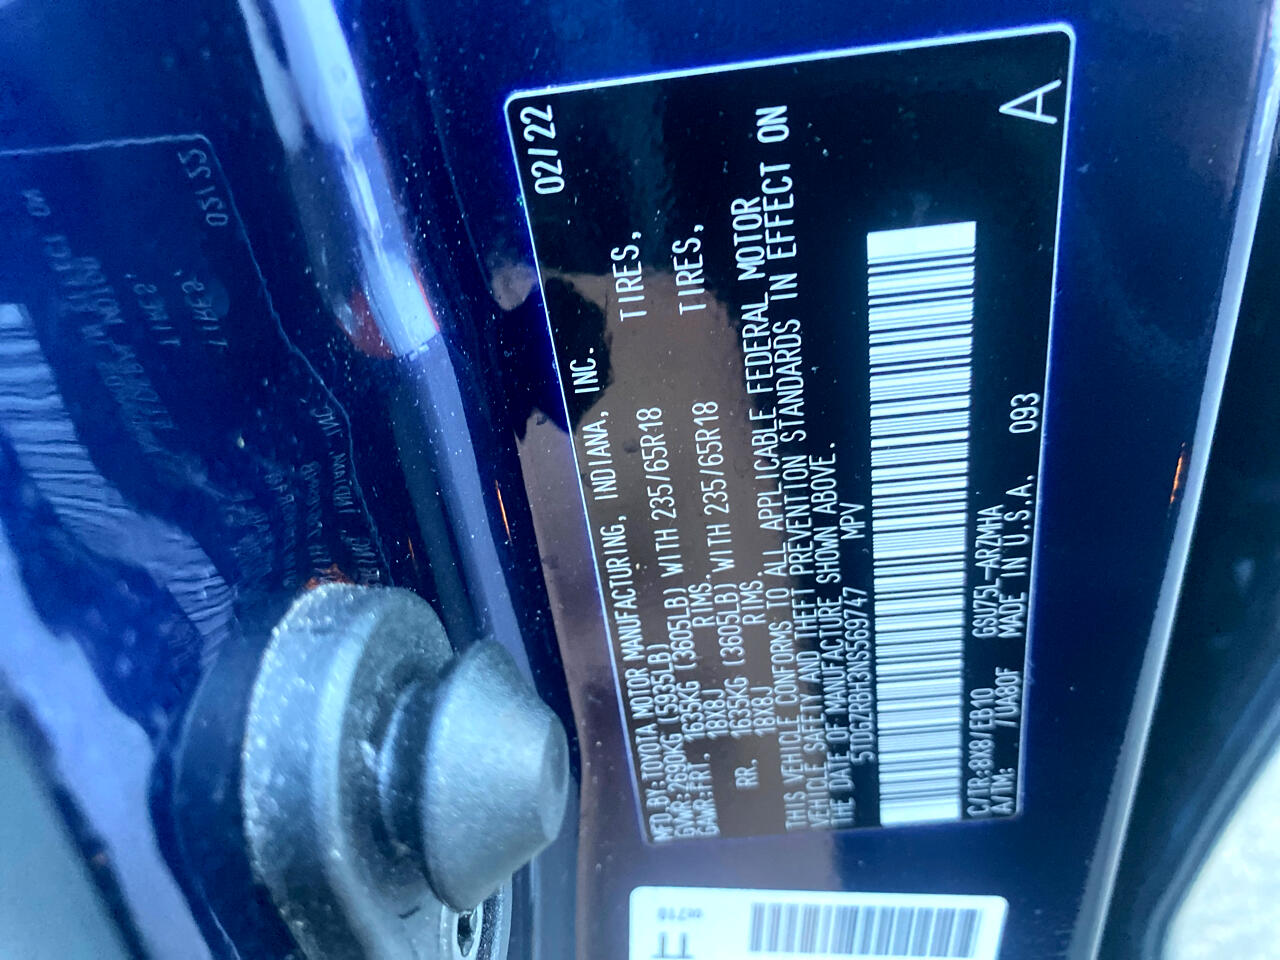 MFD.BY:TOYOTA MOTOR MANUFACTURING, INDIANA, INC. 02/22
GVWR:2690KG (5935LB)
GAWR:FRT. 1635KG (3605LB) WITH 235/65R18 TIRES,
18X8J RIMS.
RR. 1635KG (3605LB) WITH 235/65R18 TIRES,
18X8J RIMS.
THIS VEHICLE CONFORMS TO ALL APPLICABLE FEDERAL MOTOR
VEHICLE SAFETY AND THEFT PREVENTION STANDARDS IN EFFECT ON
THE DATE OF MANUFACTURE SHOWN ABOVE.
5TDGZRBH3NS569747 MPV
C/TR:8X8/EB10 GSU75L-ARZMHA 093
A/TM: /UA80F MADE IN U.S.A. A